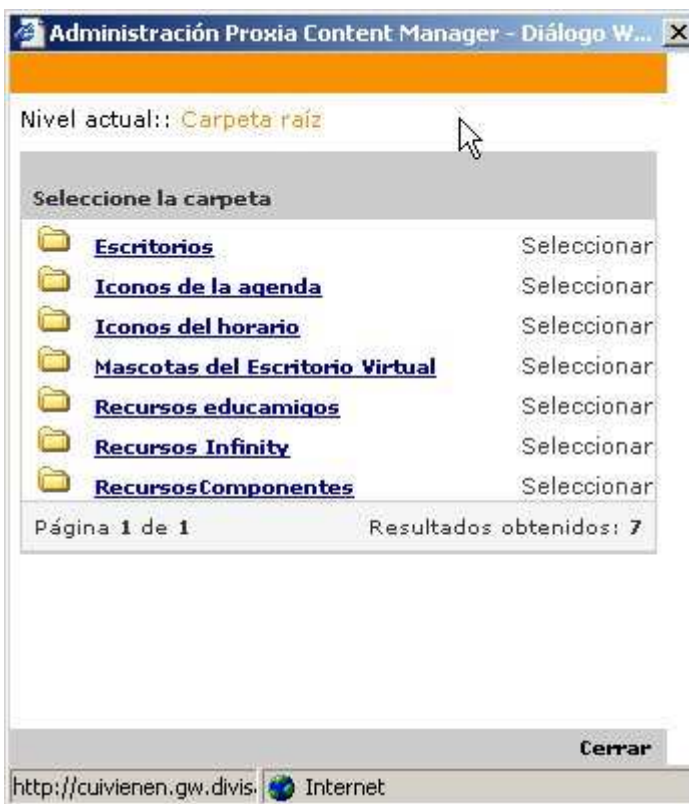 Administración Proxia Content Manager - Diálogo W...
Nivel actual:: Carpeta raíz
Seleccione la carpeta
Escritorios Seleccionar
Iconos de la agenda Seleccionar
Iconos del horario Seleccionar
Mascotas del Escritorio Virtual Seleccionar
Recursos educamigos Seleccionar
Recursos Infinity Seleccionar
RecursosComponentes Seleccionar
Página 1 de 1 Resultados obtenidos: 7
Cerrar
http://cuivienen.gw.divis. Internet